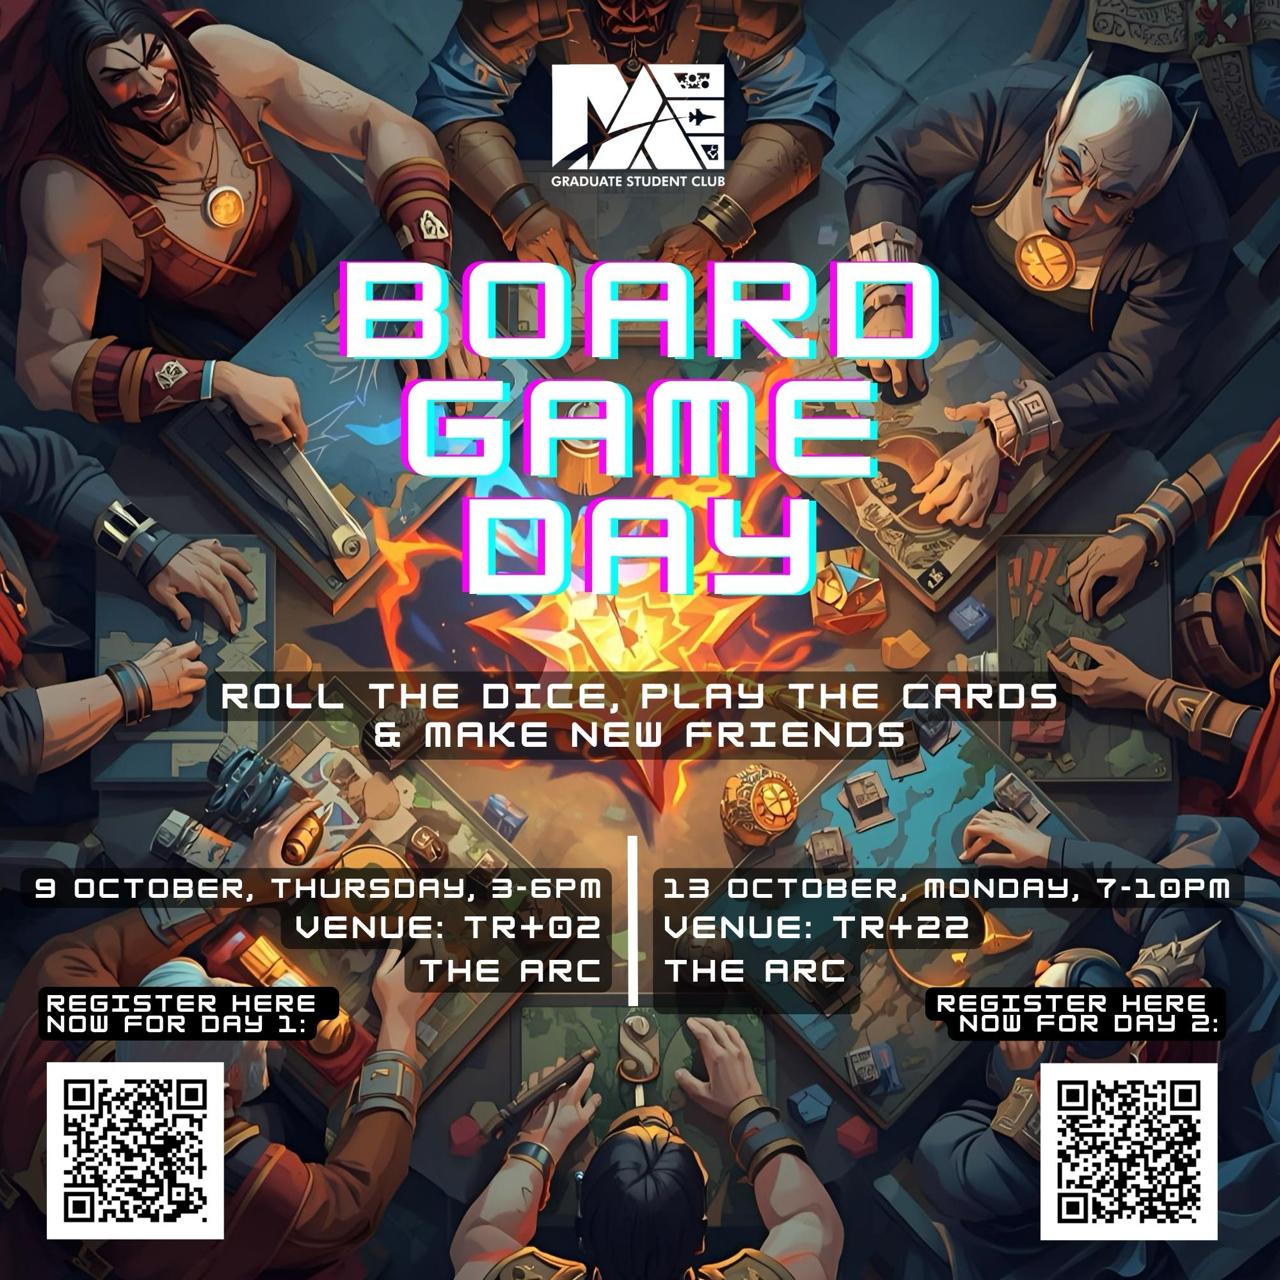 MAE
GRADUATE STUDENT CLUB
BOARD
GAME
DAY
ROLL THE DICE, PLAY THE CARDS
& MAKE NEW FRIENDS
9 OCTOBER, THURSDAY, 3-6PM
VENUE: TR+02
THE ARC
13 OCTOBER, MONDAY, 7-10PM
VENUE: TR+22
THE ARC
REGISTER HERE
NOW FOR DAY 1:
REGISTER HERE
NOW FOR DAY 2: